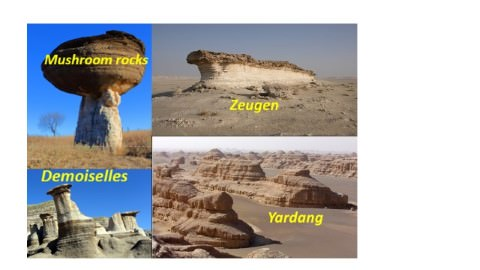 Mushroom rocks
Zeugen
Demoiselles
Yardang